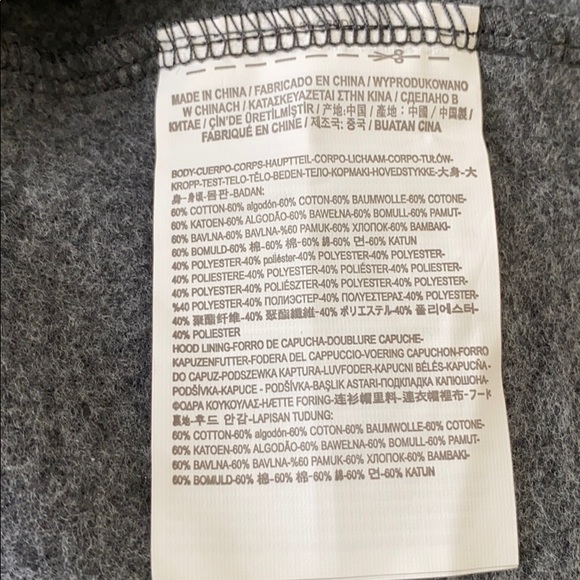 MADE IN CHINA / FABRICADO EN CHINA / WYPRODUKOWANO
W CHINACH / ΚΑΤΑΣΚΕΥΑΖΕΤΑΙ ΣΤΗΝ ΚΙΝΑ / СДЕЛАНО В
КИТАЕ / ÇİN'DE ÜRETİLMİŞTİR / 产地:中国 / 產地：中國 / 中国製 /
FABRIQUÉ EN CHINE / 제조국: 중국 / BUATAN CINA
BODY-CUERPO-CORPS-HAUPTTEIL-CORPO-LICHAAM-CORPO-TUŁÓW-
KROPP-TEST-TELO-TĚLO-BEDEN-ТЕЛО-ΚΟΡΜΑΚΙ-HOVEDSTYKKE-大身-大
身-身頃-몸판-BADAN:
60% COTTON-60% algodón-60% COTON-60% BAUMWOLLE-60% COTONE-
60% KATOEN-60% ALGODÃO-60% BAWEŁNA-60% BOMULL-60% PAMUT-
60% BAVLNA-60% BAVLNA-%60 PAMUK-60% ХЛОПОК-60% ΒΑΜΒΑΚΙ-
60% BOMULD-60% 棉-60% 棉-60% 綿-60% 면-60% KATUN
40% POLYESTER-40% poliéster-40% POLYESTER-40% POLYESTER-
40% POLIESTERE-40% POLYESTER-40% POLIÉSTER-40% POLIESTER-
40% POLYESTER-40% POLIÉSZTER-40% POLYESTER-40% POLYESTER-
%40 POLYESTER-40% ПОЛИЭСТЕР-40% ΠΟΛΥΕΣΤΕΡΑΣ-40% POLYESTER-
40% 聚酯纤维-40% 聚酯纖維-40% ポリエステル-40% 폴리에스터-
40% POLIESTER
HOOD LINING-FORRO DE CAPUCHA-DOUBLURE CAPUCHE-
KAPUZENFUTTER-FODERA DEL CAPPUCCIO-VOERING CAPUCHON-FORRO
DO CAPUZ-PODSZEWKA KAPTURA-LUVFODER-KAPUCNI BÉLÉS-KAPUCŇA -
PODŠÍVKA-KAPUCE - PODŠÍVKA-BAŞLIK ASTARI-ПОДКЛАДКА КАПЮШОНА-
ΦΟΔΡΑ ΚΟΥΚΟΥΛΑΣ-HÆTTE FORING-连衫帽里料-連衣帽裡布-フード
裏地-후드 안감-LAPISAN TUDUNG:
60% COTTON-60% algodón-60% COTON-60% BAUMWOLLE-60% COTONE-
60% KATOEN-60% ALGODÃO-60% BAWEŁNA-60% BOMULL-60% PAMUT-
60% BAVLNA-60% BAVLNA-%60 PAMUK-60% ХЛОПОК-60% ΒΑΜΒΑΚΙ-
60% BOMULD-60% 棉-60% 棉-60% 綿-60% 면-60% KATUN